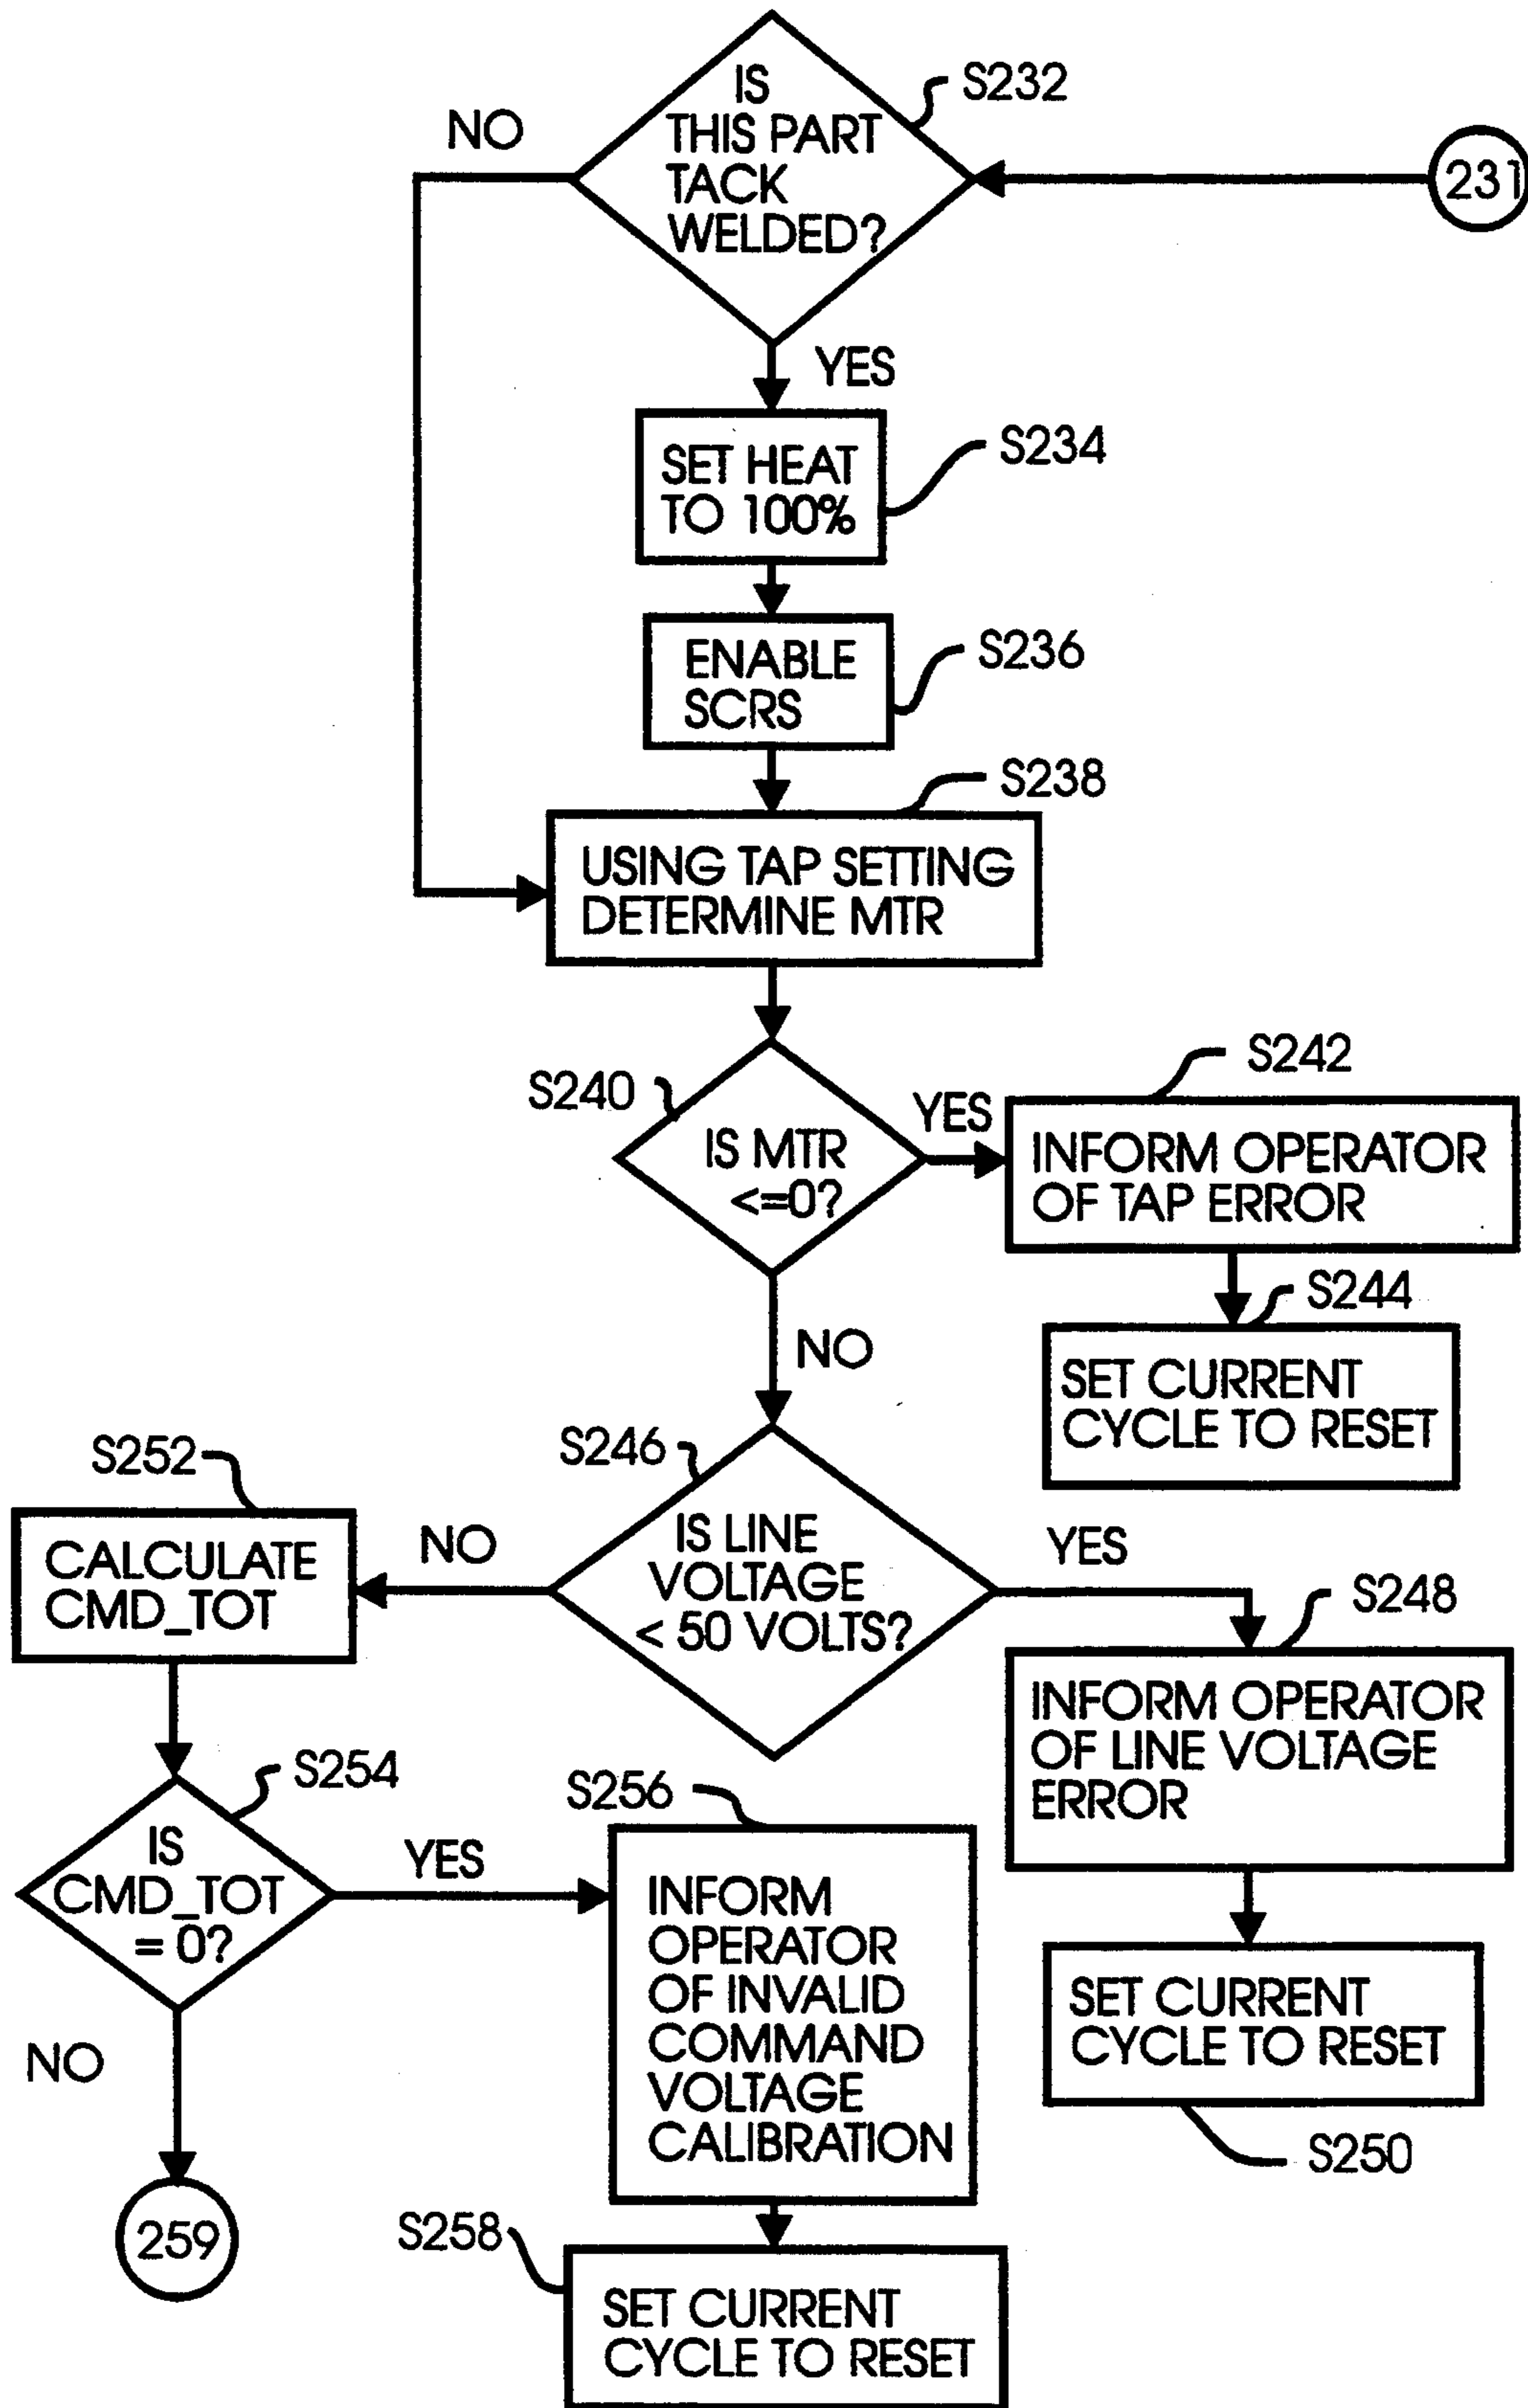 IS
THIS PART
TACK
WELDED?
S232
NO
231
YES
SET HEAT
TO 100%
S234
ENABLE
SCRS
S236
S238
USING TAP SETTING
DETERMINE MTR
S240
IS MTR
<=0?
YES
S242
INFORM OPERATOR
OF TAP ERROR
S244
SET CURRENT
CYCLE TO RESET
NO
S246
IS LINE
VOLTAGE
< 50 VOLTS?
NO
YES
S252
CALCULATE
CMD_TOT
S248
INFORM OPERATOR
OF LINE VOLTAGE
ERROR
SET CURRENT
CYCLE TO RESET
S250
S254
IS
CMD_TOT
= 0?
YES
S256
INFORM
OPERATOR
OF INVALID
COMMAND
VOLTAGE
CALIBRATION
NO
259
S258
SET CURRENT
CYCLE TO RESET